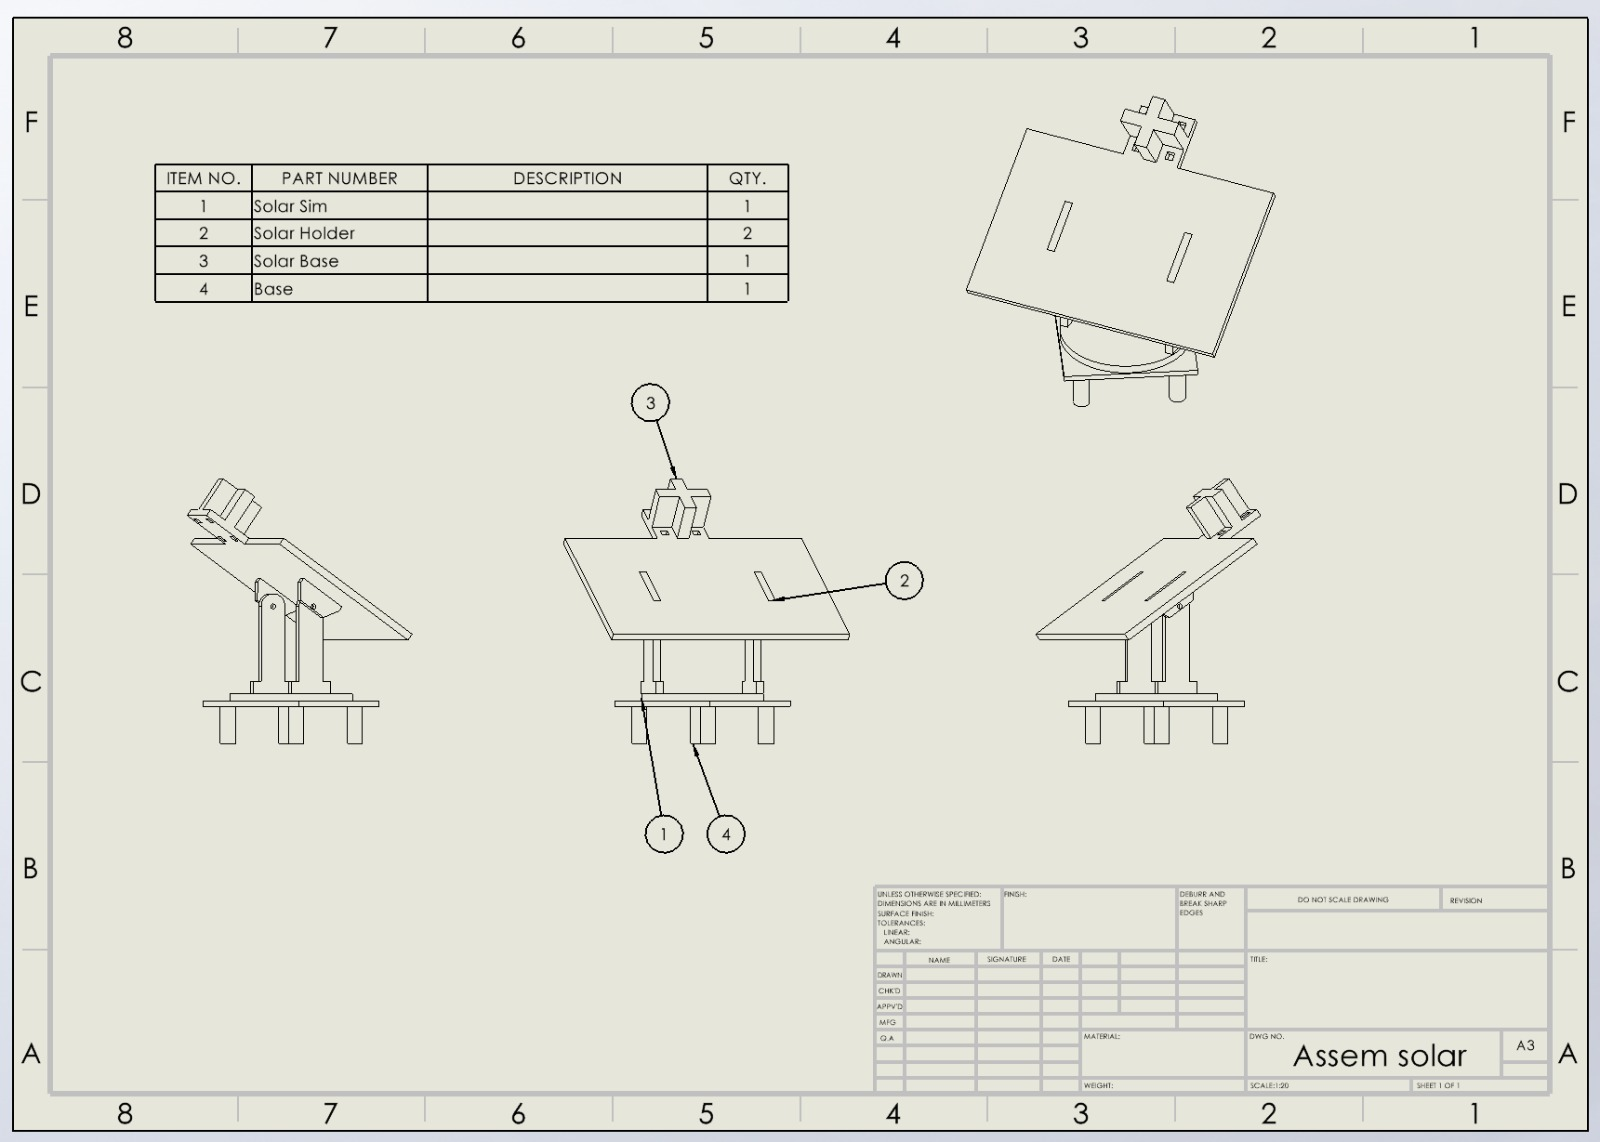 8 7 6 5 4 3 2 1
F F
ITEM NO. PART NUMBER DESCRIPTION QTY.
1 Solar Sim 1
2 Solar Holder 2
3 Solar Base 1
4 Base 1
E E
3
D D
2
C C
1 4
B B
UNLESS OTHERWISE SPECIFIED:
DIMENSIONS ARE IN MILLIMETERS
SURFACE FINISH:
TOLERANCES:
LINEAR:
ANGULAR:
FINISH:
DEBURR AND
BREAK SHARP
EDGES
DO NOT SCALE DRAWING
REVISION
NAME SIGNATURE DATE
TITLE:
DRAWN
CHK'D
APPV'D
MFG
Q.A
MATERIAL:
DWG NO.
Assem solar
A3
A A
WEIGHT:
SCALE:1:20
SHEET 1 OF 1
8 7 6 5 4 3 2 1